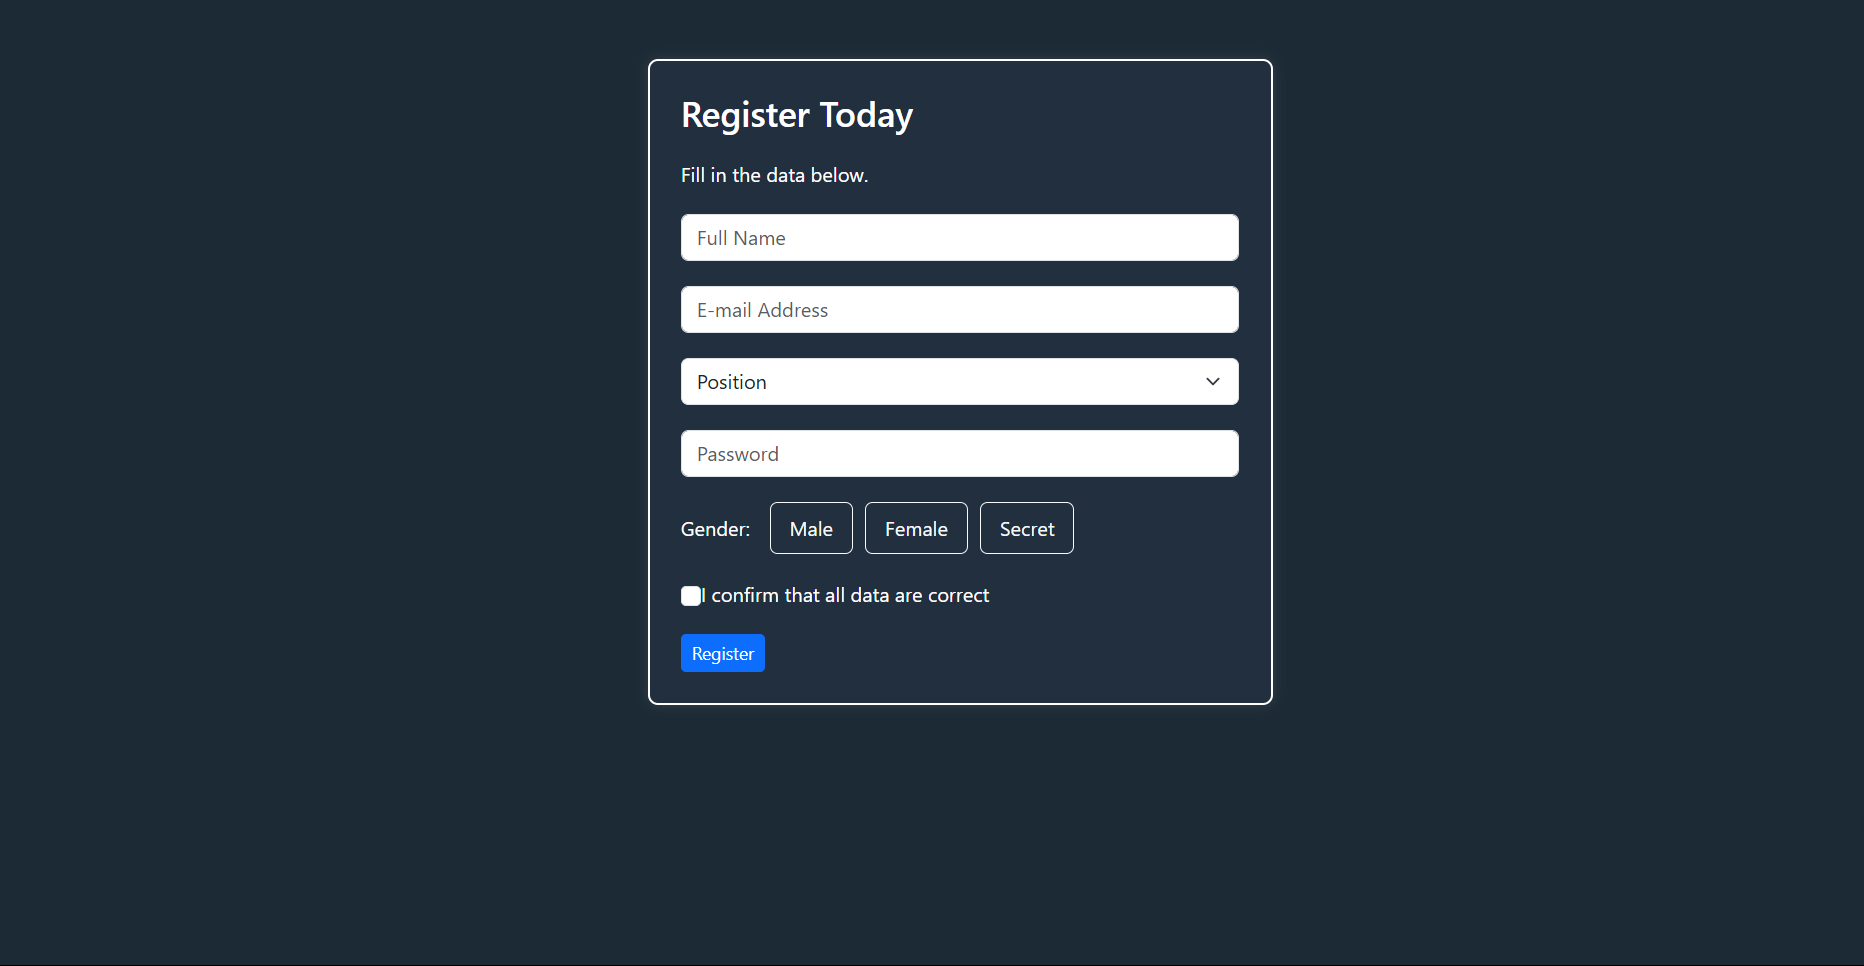 Register Today
Fill in the data below.
Full Name
E-mail Address
Position
Password
Gender: Male Female Secret
I confirm that all data are correct
Register